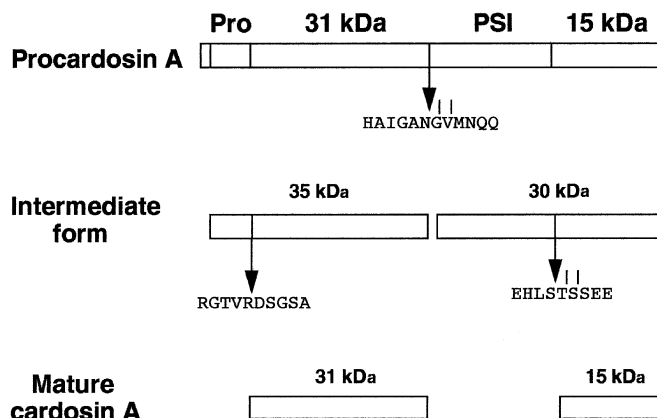 Pro 31 kDa PSI 15 kDa
Procardosin A
HAIGANGVMNQQ
35 kDa 30 kDa
Intermediate
form
RGTVRDSGSA EHLSTSSEE
31 kDa 15 kDa
Mature
cardosin A